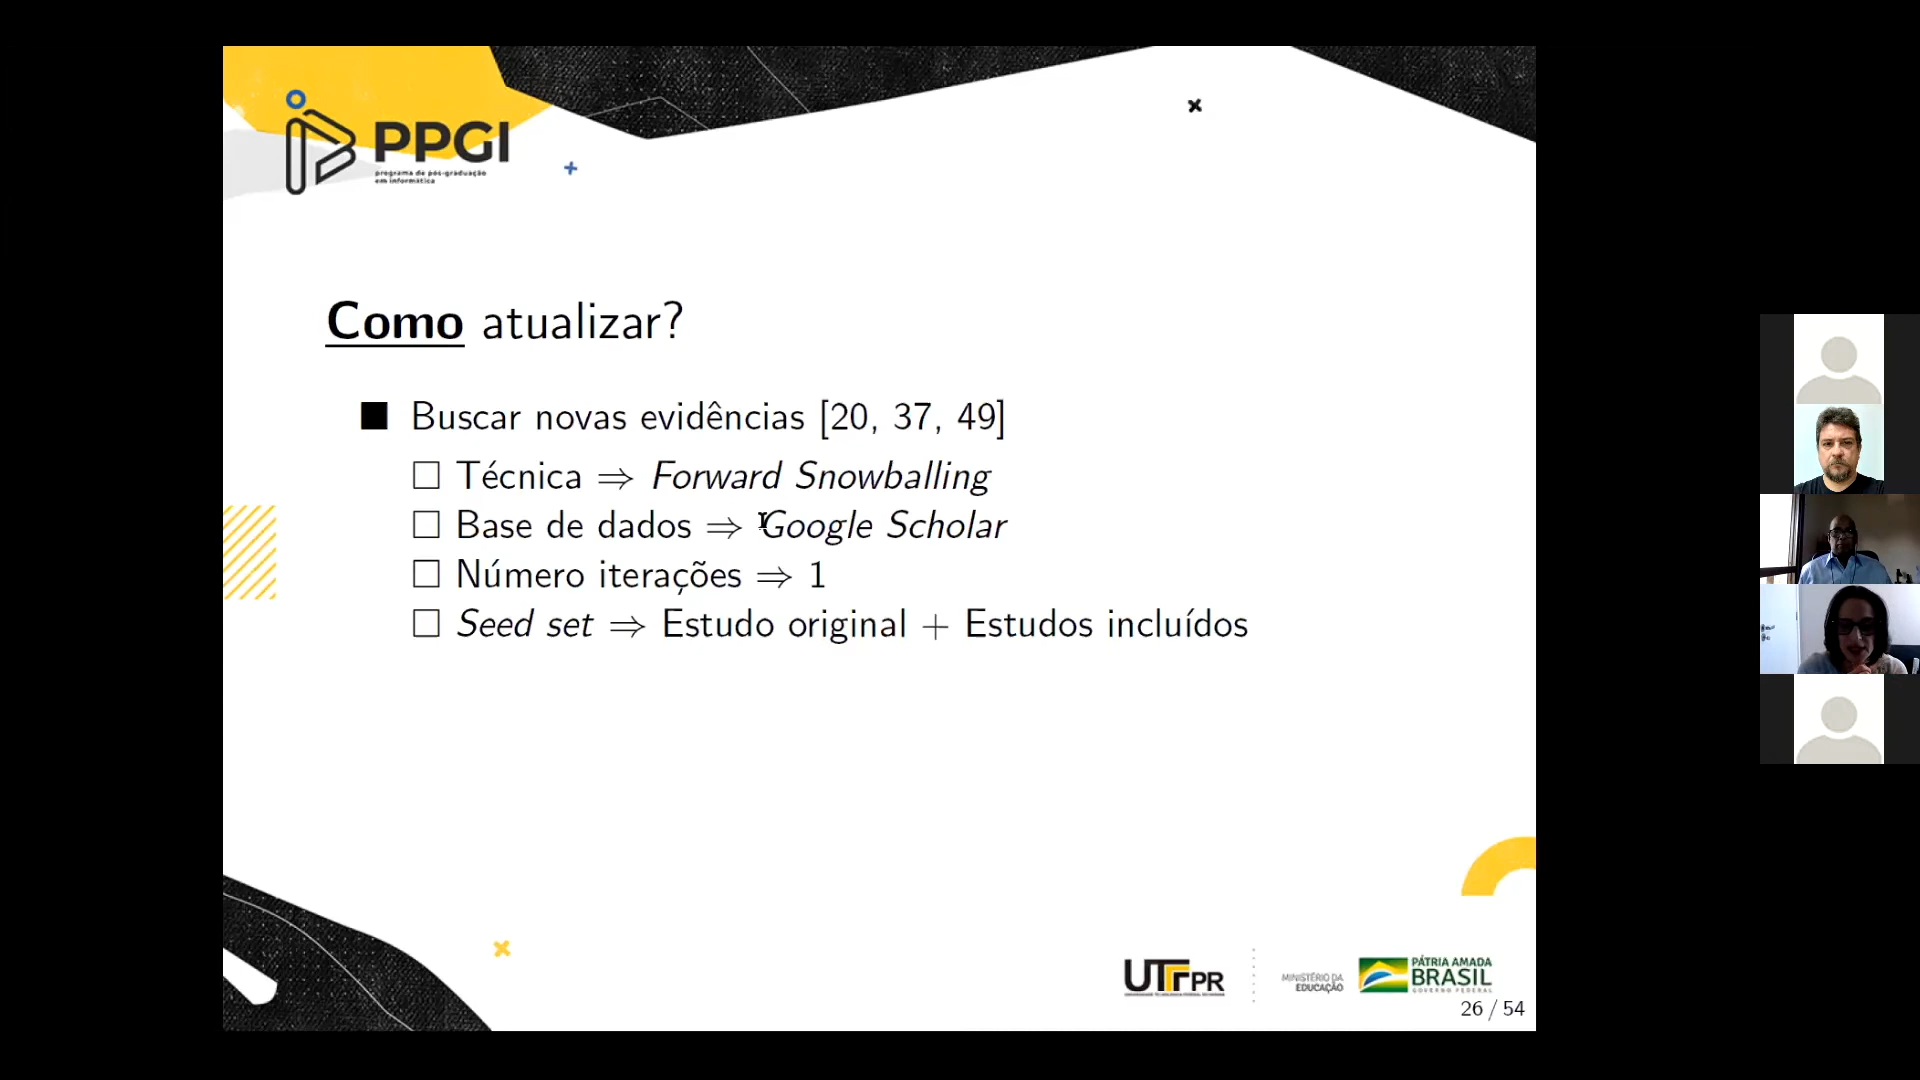 PPGI
programa de pós-graduação
em informática
Como atualizar?
Buscar novas evidências [20, 37, 49]
Técnica ⇒ Forward Snowballing
Base de dados ⇒ Google Scholar
Número iterações ⇒ 1
Seed set ⇒ Estudo original + Estudos incluídos
UTFPR
MINISTÉRIO DA
EDUCAÇÃO
PÁTRIA AMADA
BRASIL
GOVERNO FEDERAL
26 / 54